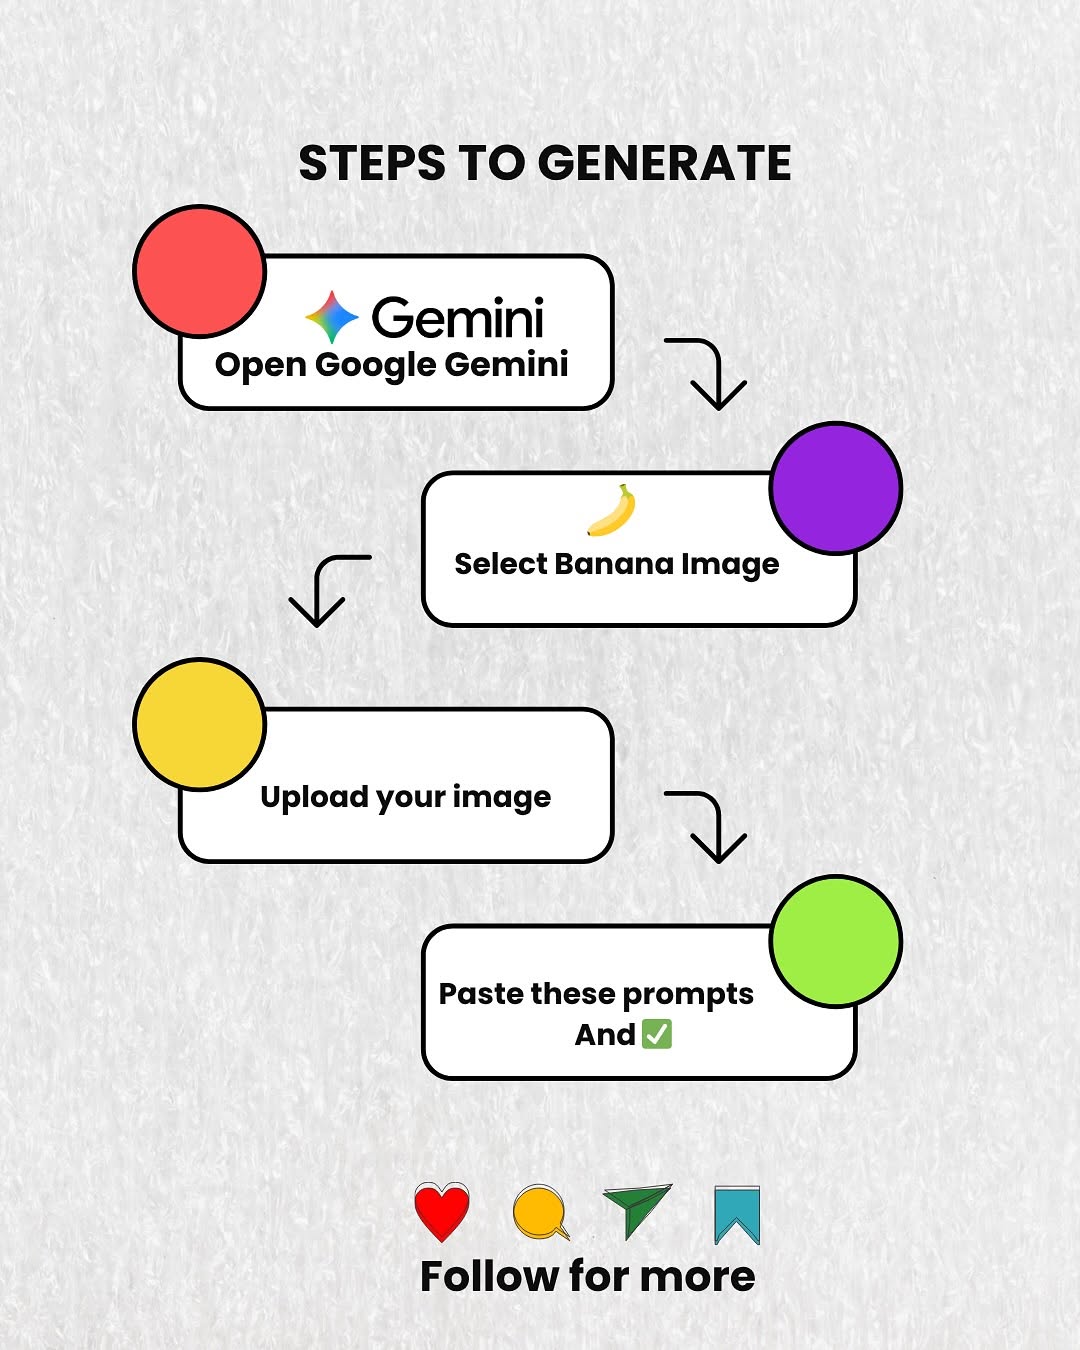 STEPS TO GENERATE
Gemini
Open Google Gemini
Select Banana Image
Upload your image
Paste these prompts
And ✅
Follow for more